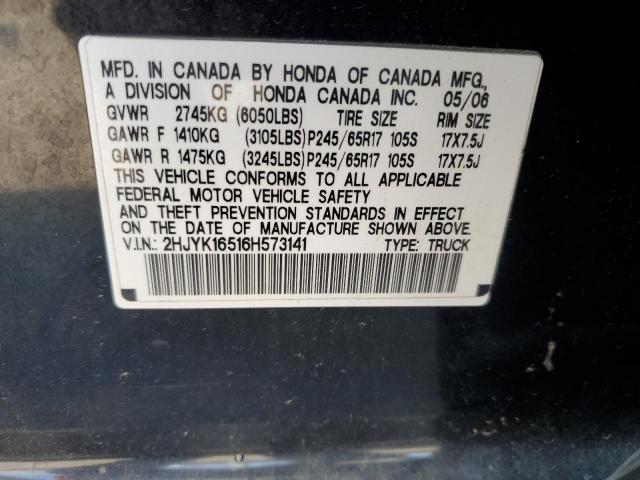 MFD. IN CANADA BY HONDA OF CANADA MFG.,
A DIVISION OF HONDA CANADA INC. 05/06
GVWR 2745KG (6050LBS) TIRE SIZE RIM SIZE
GAWR F 1410KG (3105LBS) P245/65R17 105S 17X7.5J
GAWR R 1475KG (3245LBS) P245/65R17 105S 17X7.5J
THIS VEHICLE CONFORMS TO ALL APPLICABLE
FEDERAL MOTOR VEHICLE SAFETY
AND THEFT PREVENTION STANDARDS IN EFFECT
ON THE DATE OF MANUFACTURE SHOWN ABOVE.
V.I.N.: 2HJYK16516H573141 TYPE: TRUCK